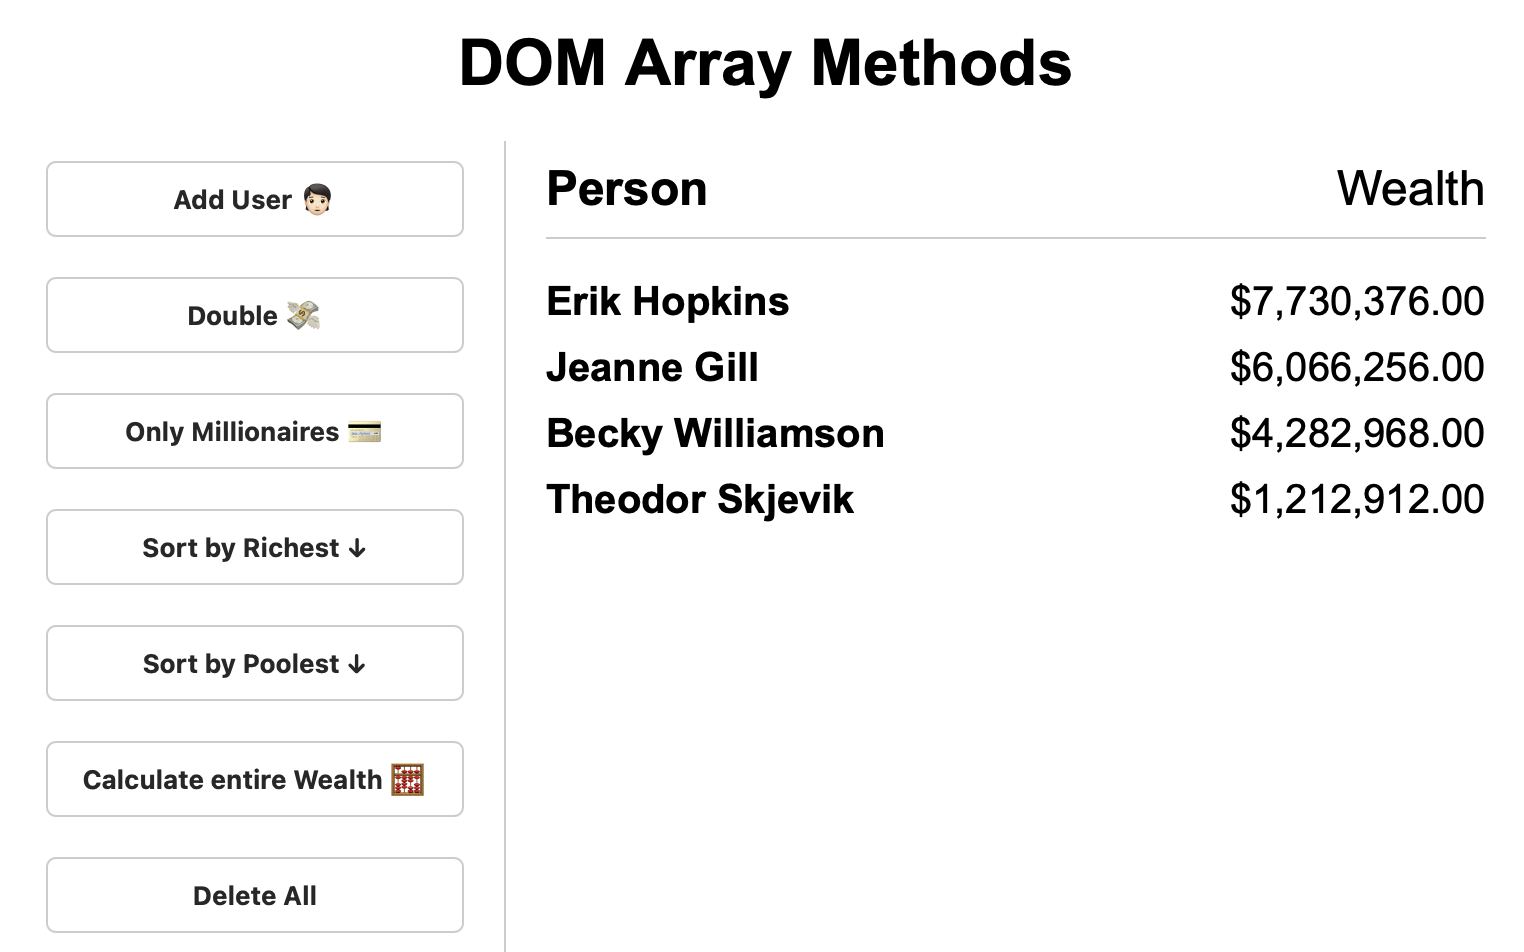 DOM Array Methods
Add User 🧑🏻
Double 💸
Only Millionaires 💳
Sort by Richest ↓
Sort by Poolest ↓
Calculate entire Wealth 🧮
Delete All
Person Wealth
Erik Hopkins $7,730,376.00
Jeanne Gill $6,066,256.00
Becky Williamson $4,282,968.00
Theodor Skjevik $1,212,912.00